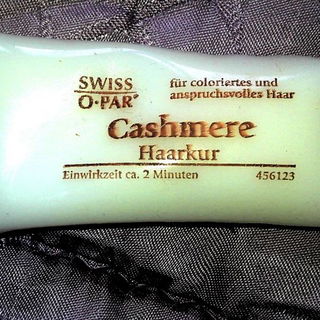 SWISS
O·PAR®
für coloriertes und
anspruchsvolles Haar
Cashmere
Haarkur
Einwirkzeit ca. 2 Minuten 456123